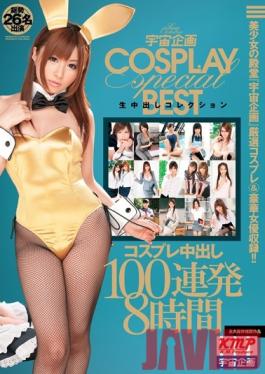 総勢26名出演
宇宙企画
COSPLAY
special
BEST
生中出しコレクション
美少女の殿堂「宇宙企画」厳選コスプレ&豪華女優収録!!
コスプレ中出し
100連発
8時間
KMP
宇宙企画
JAV